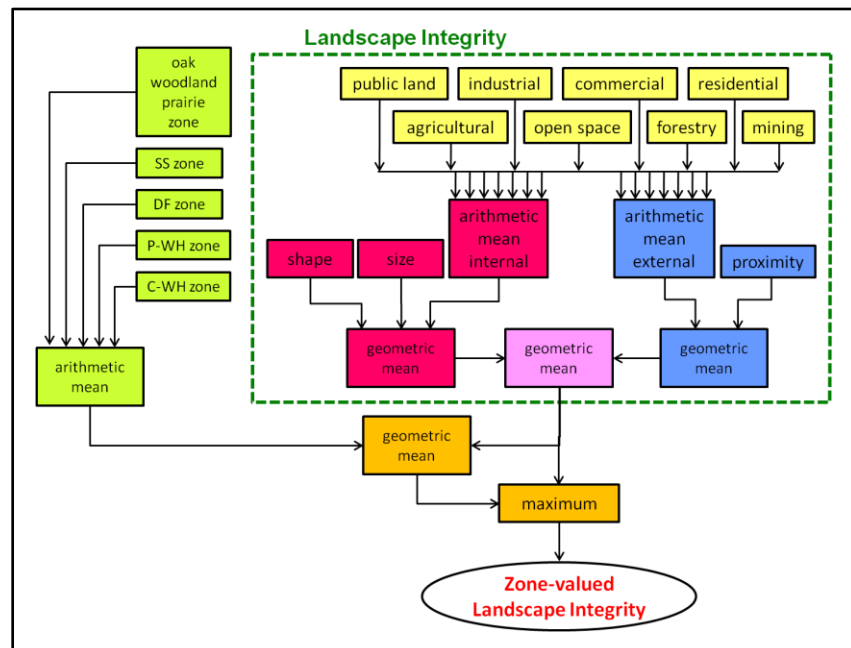 Landscape Integrity
oak
woodland
prairie
zone
SS zone
DF zone
P-WH zone
C-WH zone
arithmetic
mean
public land
industrial
commercial
residential
agricultural
open space
forestry
mining
shape
size
arithmetic
mean
internal
arithmetic
mean
external
proximity
geometric
mean
geometric
mean
geometric
mean
geometric
mean
maximum
Zone-valued
Landscape Integrity